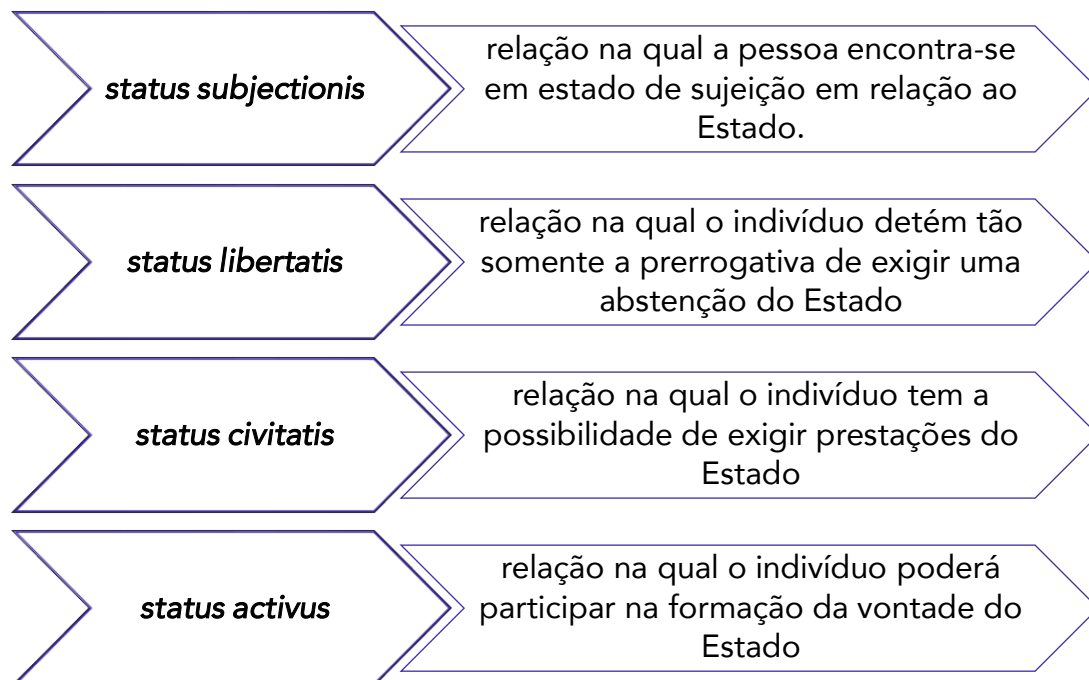 status subjectionis
relação na qual a pessoa encontra-se
em estado de sujeição em relação ao
Estado.
status libertatis
relação na qual o indivíduo detém tão
somente a prerrogativa de exigir uma
abstenção do Estado
status civitatis
relação na qual o indivíduo tem a
possibilidade de exigir prestações do
Estado
status activus
relação na qual o indivíduo poderá
participar na formação da vontade do
Estado